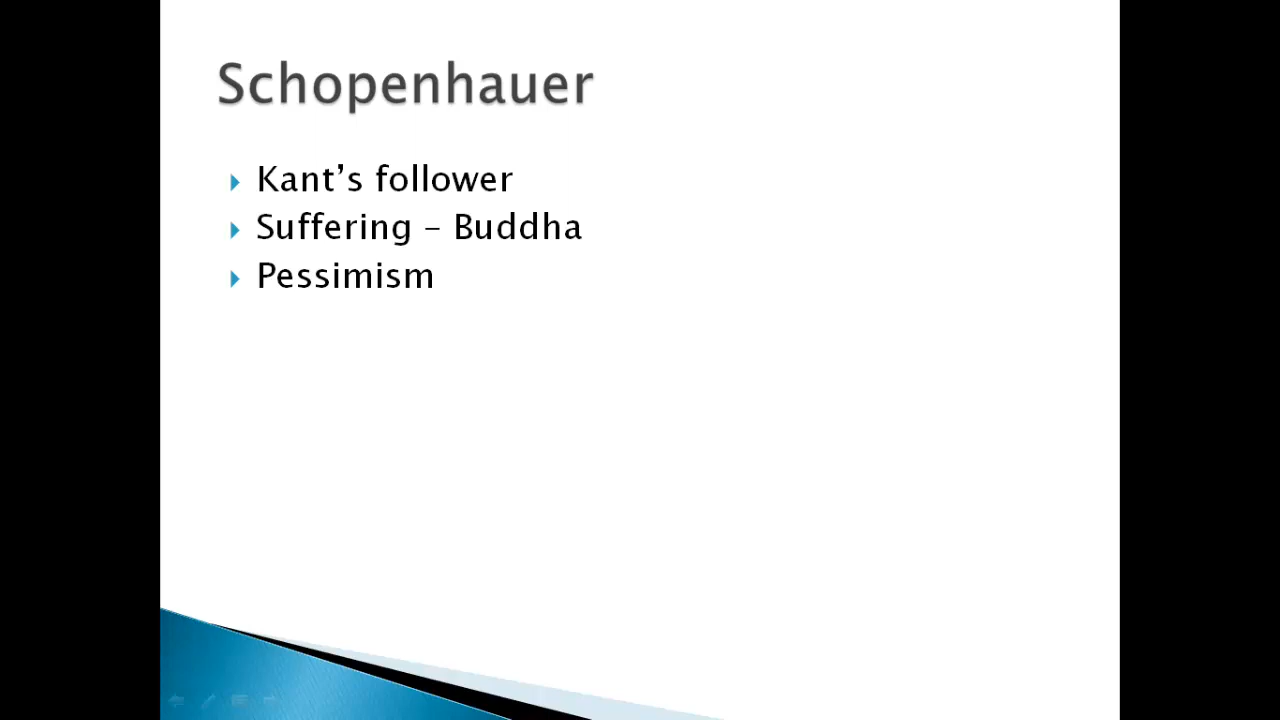 Schopenhauer
Kant’s follower
Suffering – Buddha
Pessimism